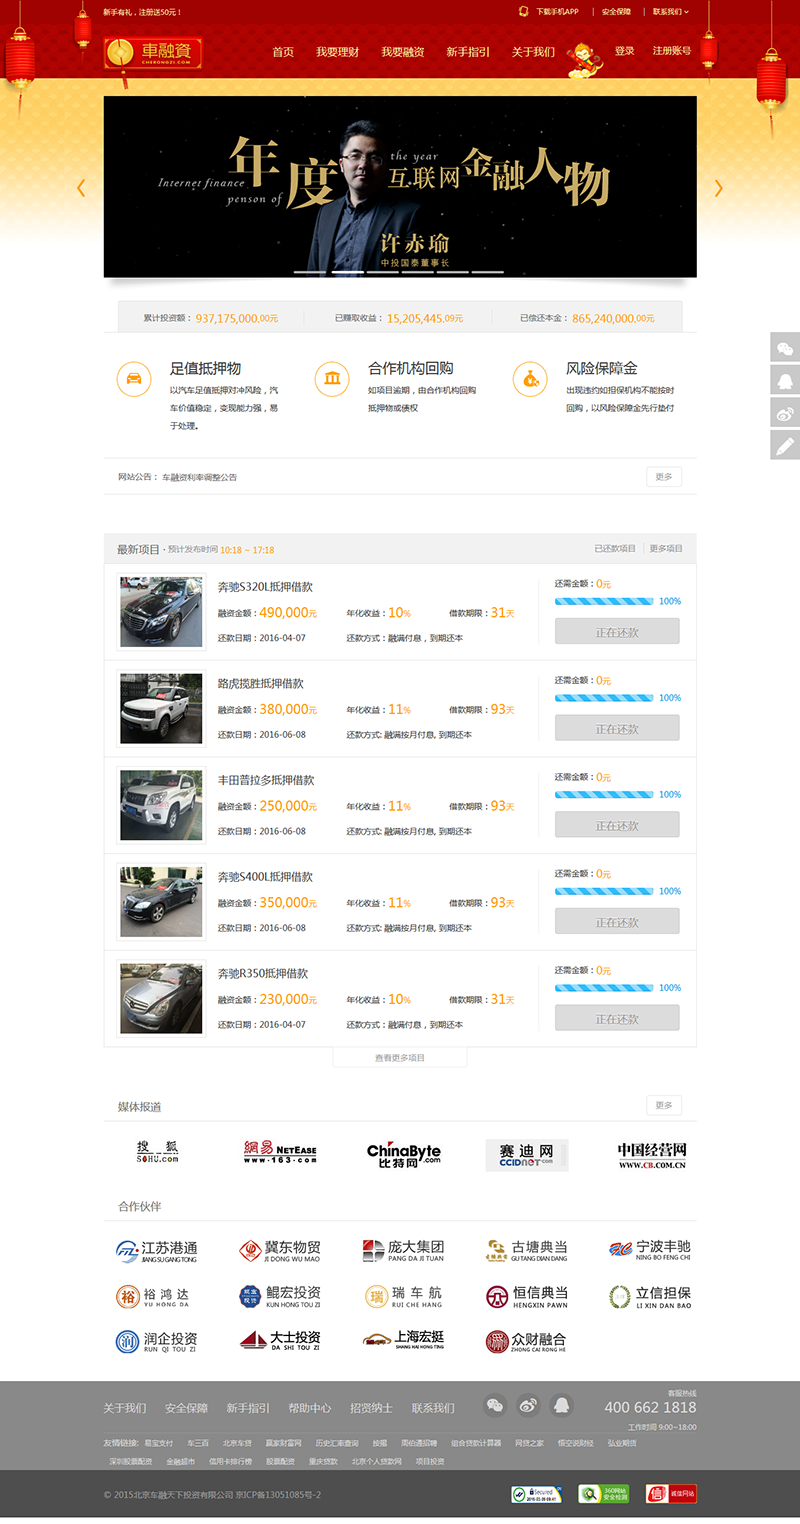 新手有礼，注册送50元！
下载手机APP
安全保障
联系我们
車融資
CHERONGZI.COM
首页
我要理财
我要融资
新手指引
关于我们
登录
注册账号
年度
互联网金融人物
the year
Internet finance
penson of
许赤瑜
中投国泰董事长
累计投资额：937,175,000.00元
已赚取收益：15,205,445.09元
已偿还本金：865,240,000.00元
足值抵押物
以汽车足值抵押对冲风险，汽
车价值稳定，变现能力强，易
于处理。
合作机构回购
如项目逾期，由合作机构回购
抵押物或债权
风险保障金
出现违约如担保机构不能按时
回购，以风险保障金先行垫付
网站公告：车融资利率调整公告
更多
最新项目 · 预计发布时间 10:18 ~ 17:18
已还款项目
更多项目
奔驰S320L抵押借款
融资金额：490,000元
年化收益：10%
借款期限：31天
还款日期：2016-04-07
还款方式：融满付息，到期还本
还需金额：0元
100%
正在还款
路虎揽胜抵押借款
融资金额：380,000元
年化收益：11%
借款期限：93天
还款日期：2016-06-08
还款方式: 融满按月付息, 到期还本
还需金额：0元
100%
正在还款
丰田普拉多抵押借款
融资金额：250,000元
年化收益：11%
借款期限：93天
还款日期：2016-06-08
还款方式: 融满按月付息, 到期还本
还需金额：0元
100%
正在还款
奔驰S400L抵押借款
融资金额：350,000元
年化收益：11%
借款期限：93天
还款日期：2016-06-08
还款方式: 融满按月付息, 到期还本
还需金额：0元
100%
正在还款
奔驰R350抵押借款
融资金额：230,000元
年化收益：10%
借款期限：31天
还款日期：2016-04-07
还款方式：融满付息，到期还本
还需金额：0元
100%
正在还款
查看更多项目
媒体报道
更多
搜狐
SOHU.com
網易 NETEASE
www.163.com
ChinaByte
比特网.com
赛迪网
CCIDNET.com
中国经营网
WWW.CB.COM.CN
合作伙伴
江苏港通
JIANG SU GANG TONG
冀东物贸
JI DONG WU MAO
庞大集团
PANG DA JI TUAN
古塘典当
GU TANG DIAN DANG
宁波丰驰
NING BO FENG CHI
裕鸿达
YU HONG DA
鲲宏投资
KUN HONG TOU ZI
瑞车航
RUI CHE HANG
恒信典当
HENGXIN PAWN
立信担保
LI XIN DAN BAO
润企投资
RUN QI TOU ZI
大士投资
DA SHI TOU ZI
上海宏挺
SHANG HAI HONG TING
众财融合
ZHONG CAI RONG HE
关于我们
安全保障
新手指引
帮助中心
招贤纳士
联系我们
客服热线
400 662 1818
工作时间 9:00~18:00
友情链接: 易宝支付 车三百 北京车贷 赢家财富网 历史汇率查询 按揭 周伯通招聘 组合贷款计算器 网贷之家 悟空说财经 弘业期货
深圳股票配资 金融超市 信用卡排行榜 股票配资 重庆贷款 北京个人贷款网 项目投资
© 2015北京车融天下投资有限公司 京ICP备13051085号-2
Secured
360网站
安全检测
诚信网站